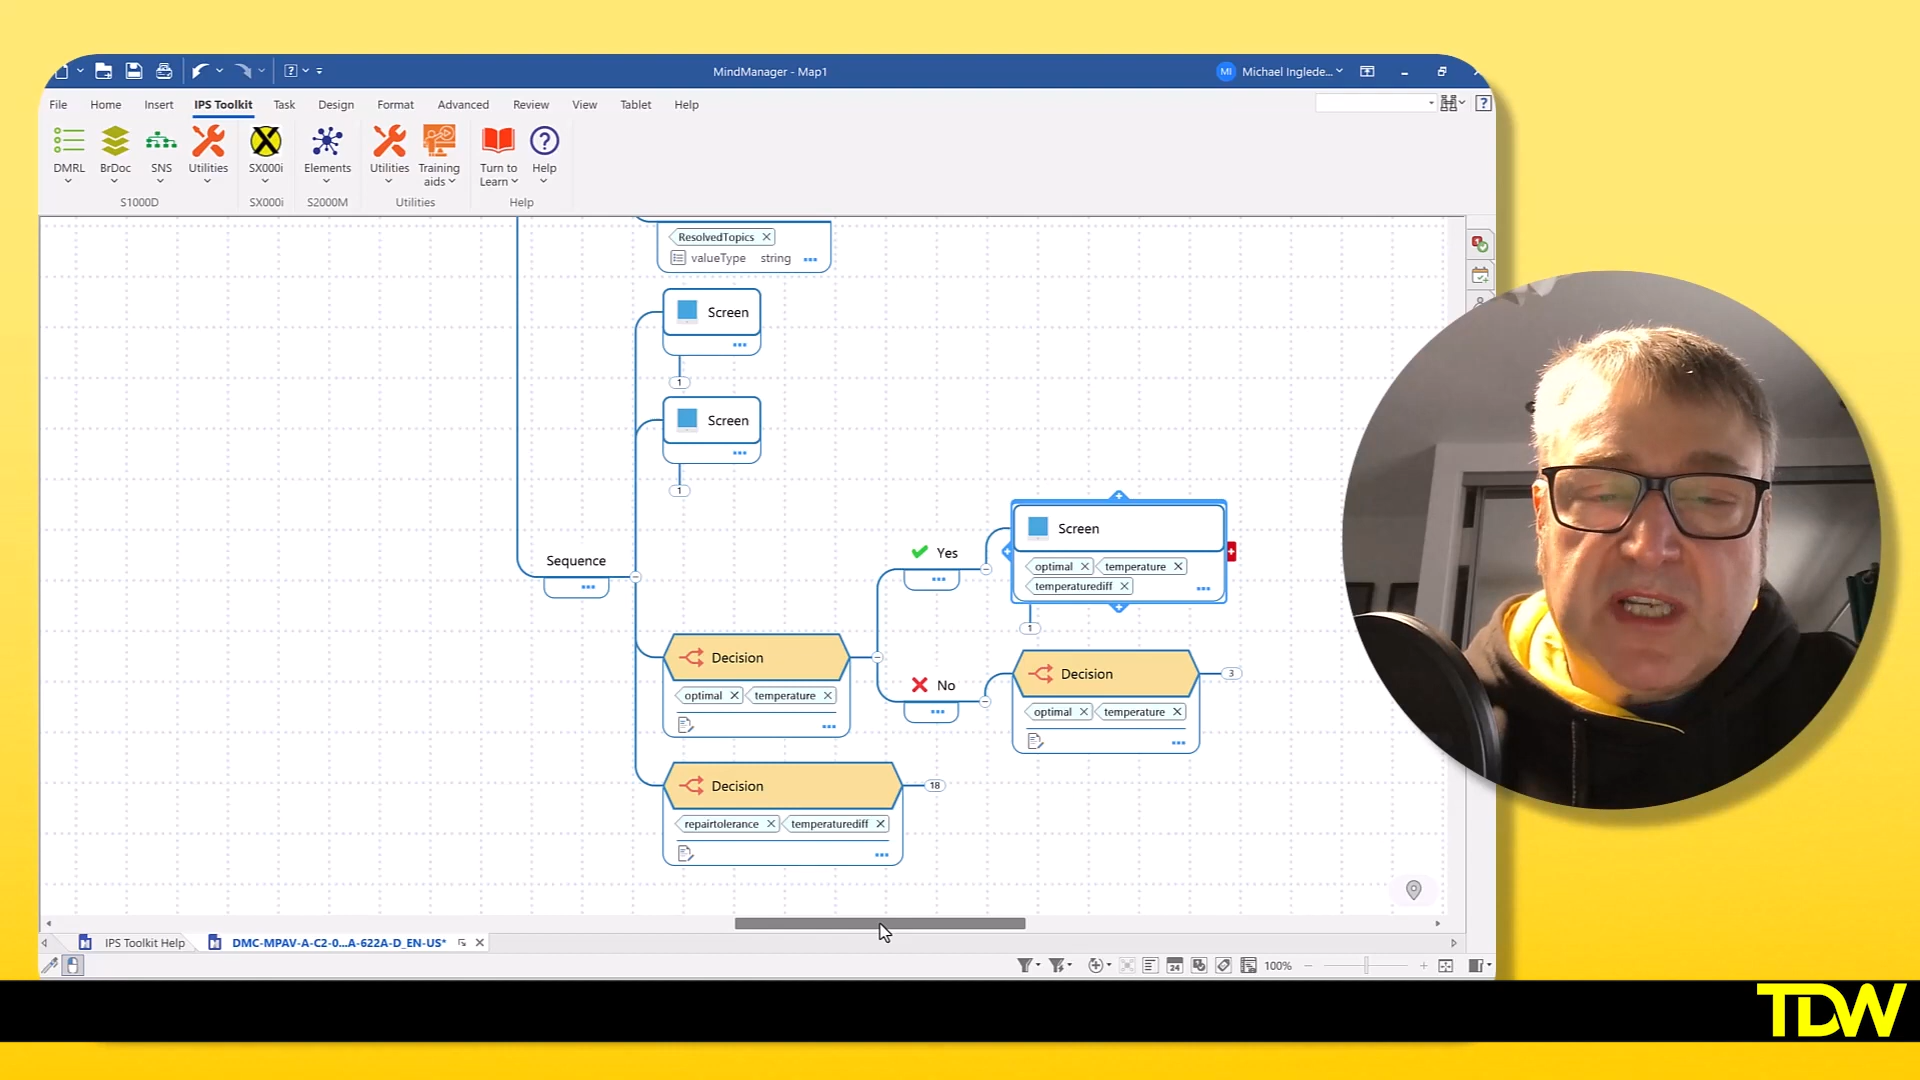 MindManager - Map1
MI Michael Inglede...
File Home Insert IPS Toolkit Task Design Format Advanced Review View Tablet Help
DMRL BrDoc SNS Utilities SX000i Elements Utilities Training aids Turn to Learn Help
S1000D SX000i S2000M Utilities Help
ResolvedTopics
valueType string
Screen
1
Screen
1
Sequence
Yes
Screen
optimal temperature
temperaturediff
1
Decision
optimal temperature
No
Decision
3
optimal temperature
Decision
18
repairtolerance temperaturediff
IPS Toolkit Help DMC-MPAV-A-C2-0...A-622A-D_EN-US*
24 100%
TDW